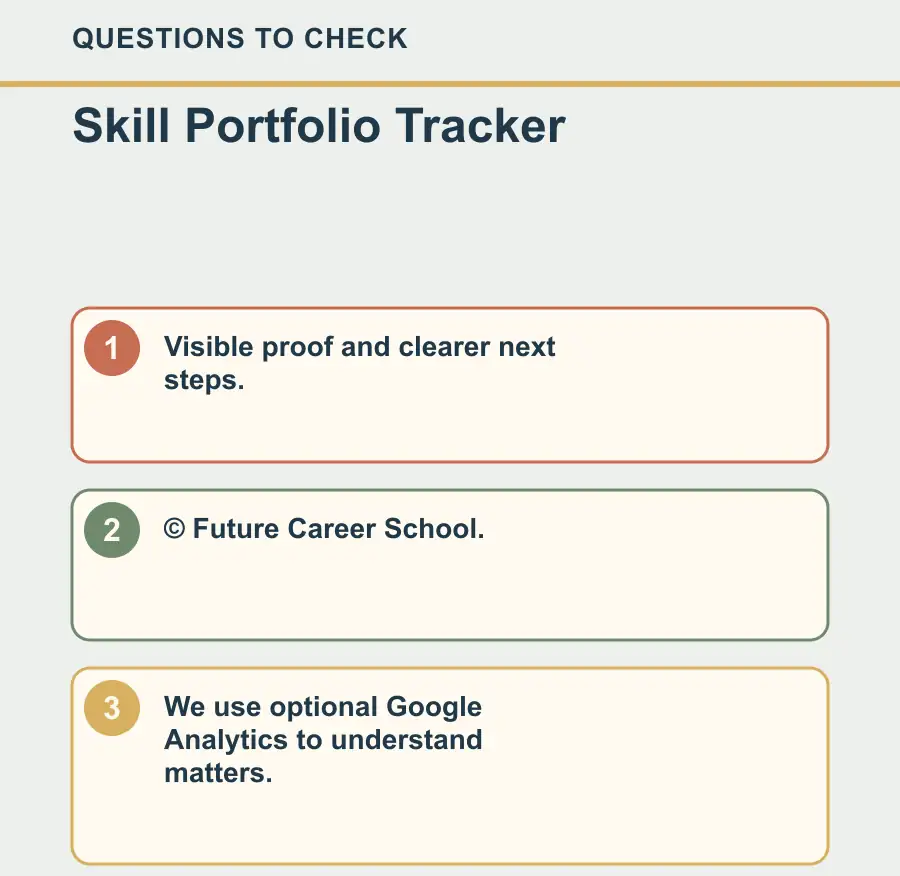 QUESTIONS TO CHECK
Skill Portfolio Tracker
1
Visible proof and clearer next
steps.
2
© Future Career School.
3
We use optional Google
Analytics to understand
matters.